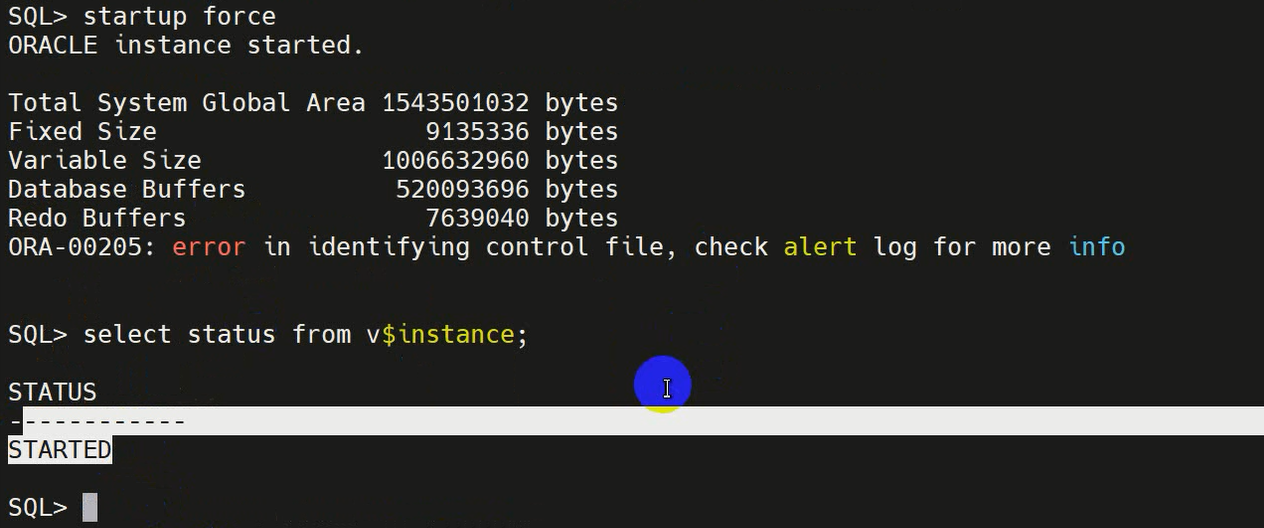 SQL> startup force
ORACLE instance started.
Total System Global Area 1543501032 bytes
Fixed Size 9135336 bytes
Variable Size 1006632960 bytes
Database Buffers 520093696 bytes
Redo Buffers 7639040 bytes
ORA-00205: error in identifying control file, check alert log for more info
SQL> select status from v$instance;
STATUS
------------
STARTED
SQL>